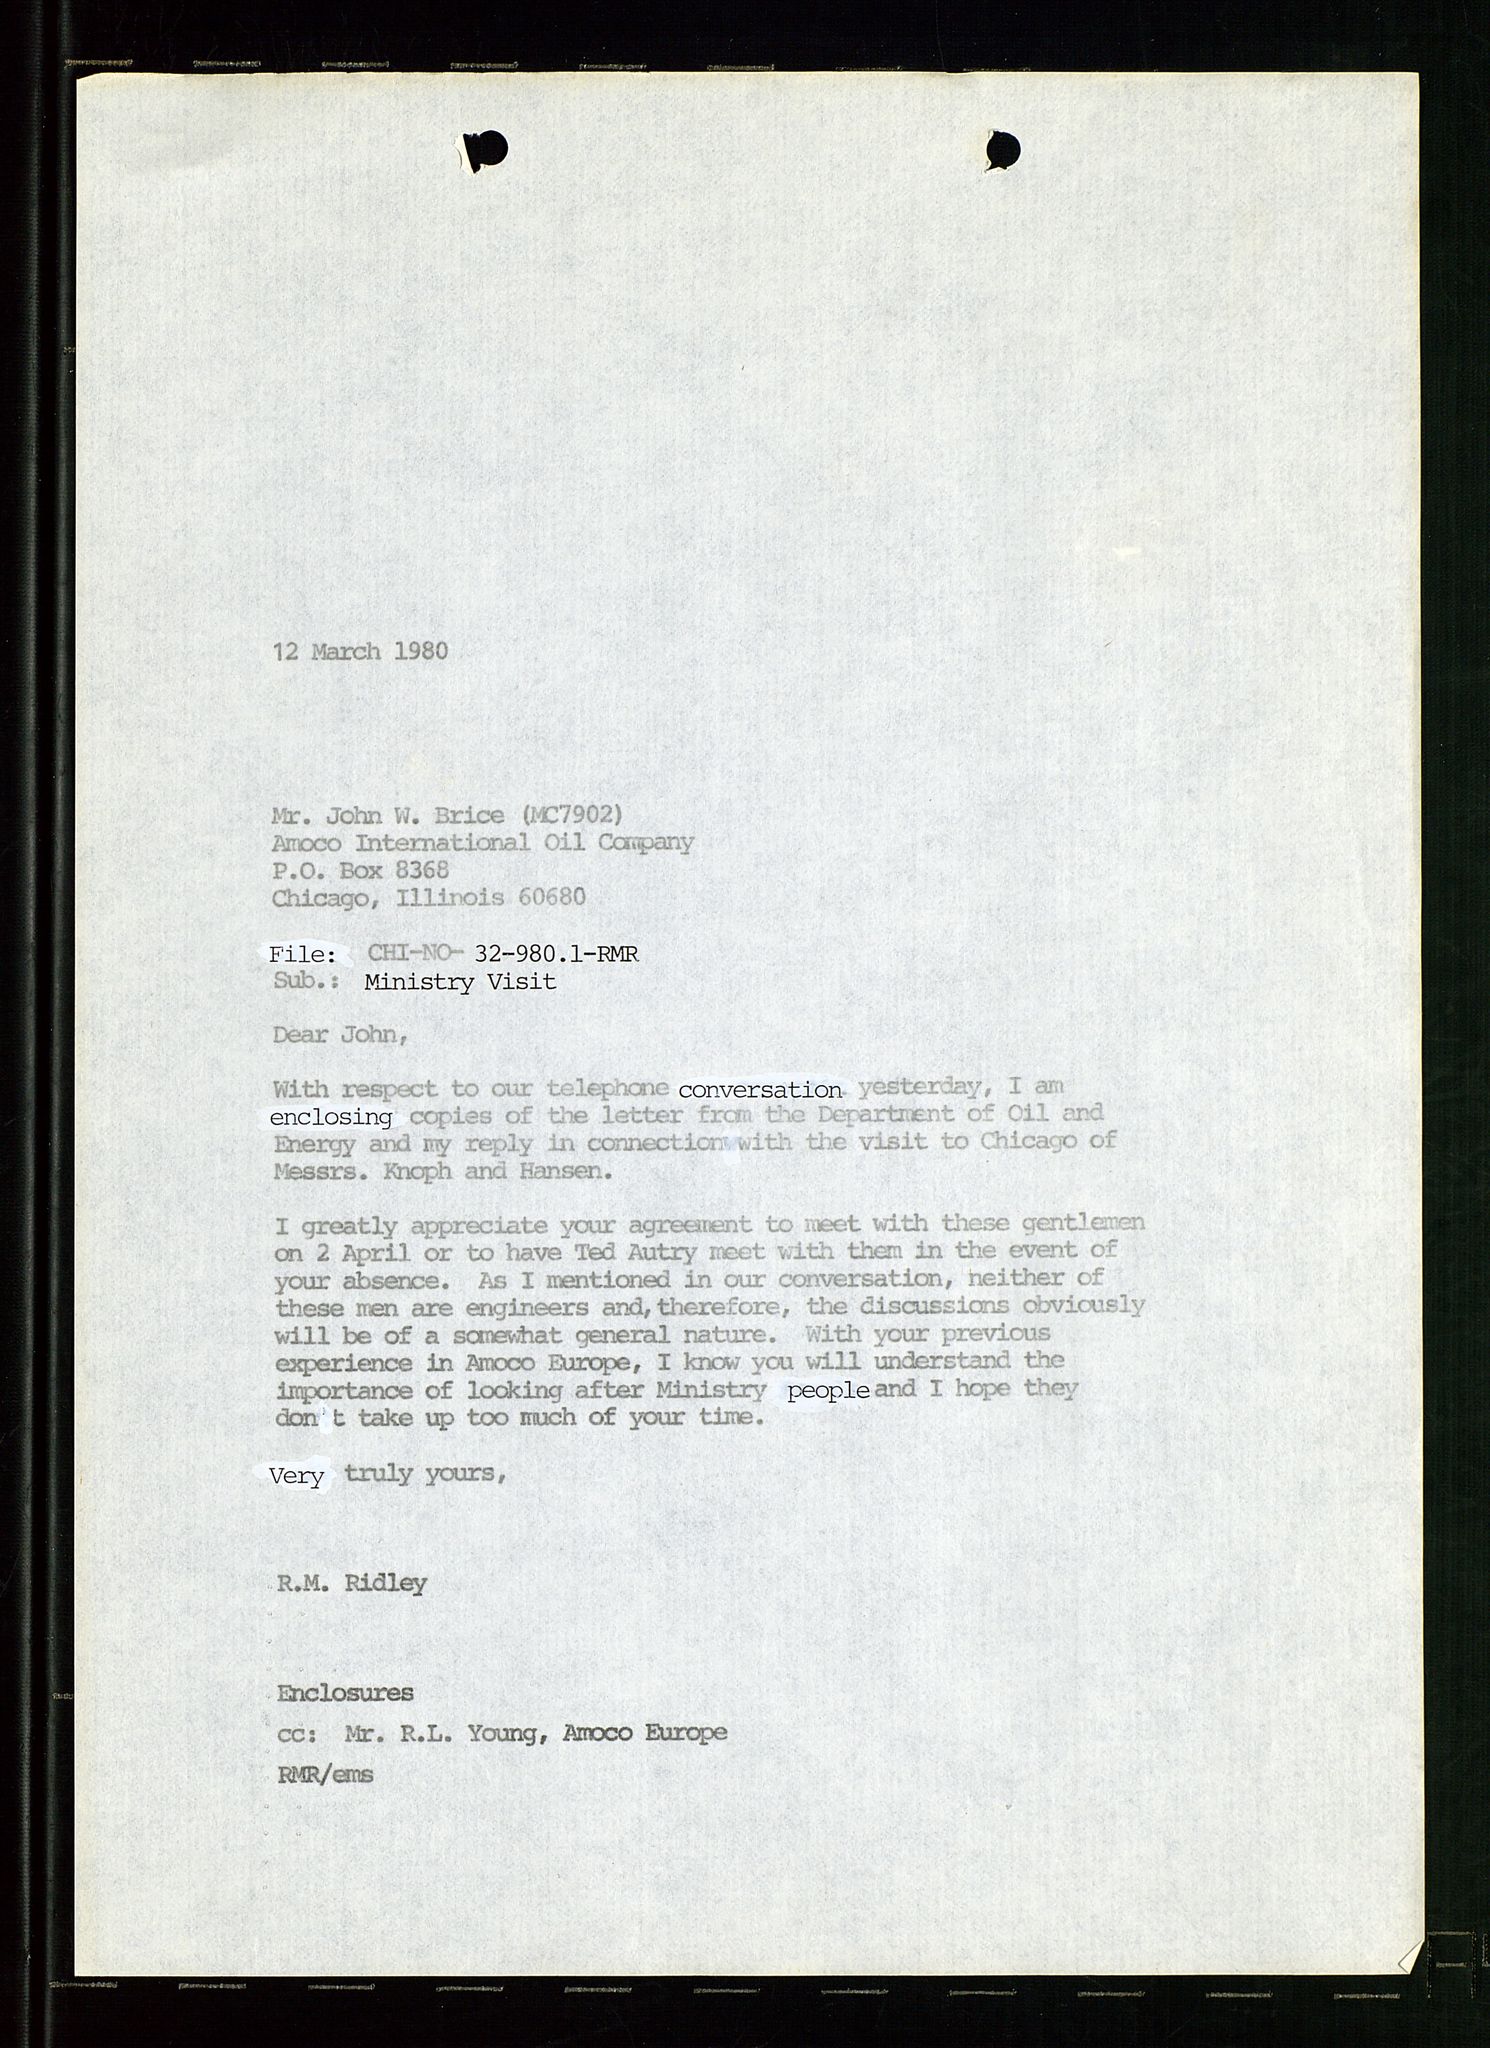 12 March 1980
Mr. John W. Brice (MC7902)
Amoco International Oil Company
P.O. Box 8368
Chicago, Illinois 60680
File: CHI-NO- 32-980.1-RMR
Sub.: Ministry Visit
Dear John,
With respect to our telephone conversation yesterday, I am
enclosing copies of the letter from the Department of Oil and
Energy and my reply in connection with the visit to Chicago of
Messrs. Knoph and Hansen.
I greatly appreciate your agreement to meet with these gentlemen
on 2 April or to have Ted Autry meet with them in the event of
your absence. As I mentioned in our conversation, neither of
these men are engineers and, therefore, the discussions obviously
will be of a somewhat general nature. With your previous
experience in Amoco Europe, I know you will understand the
importance of looking after Ministry people and I hope they
don't take up too much of your time.
Very truly yours,
R.M. Ridley
Enclosures
cc: Mr. R.L. Young, Amoco Europe
RMR/ems